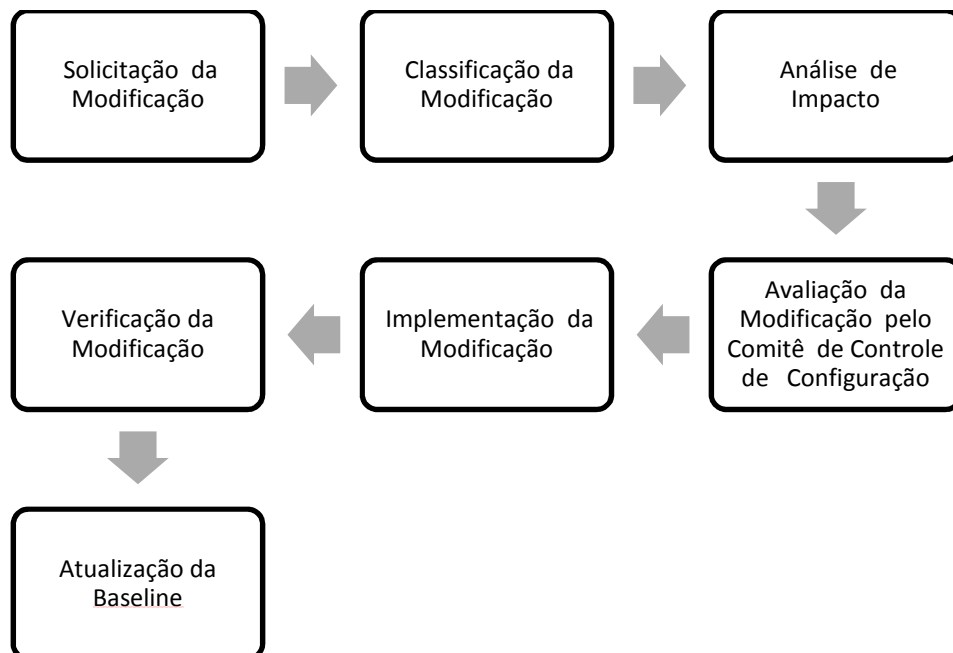 Solicitação da
Modificação
Classificação da
Modificação
Análise de
Impacto
Avaliação da
Modificação pelo
Comitê de Controle
de Configuração
Implementação da
Modificação
Verificação da
Modificação
Atualização da
Baseline